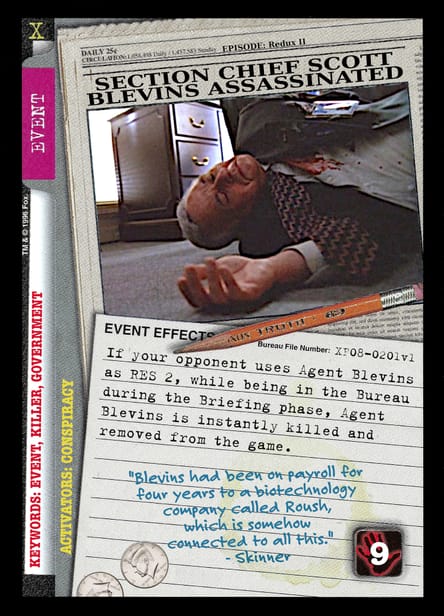 X
EVENT
TM & © 1996 Fox.
KEYWORDS: EVENT, KILLER, GOVERNMENT
ACTIVATORS: CONSPIRACY
DAILY 25¢
EPISODE: Redux II
SECTION CHIEF SCOTT
BLEVINS ASSASSINATED
EVENT EFFECTS
Bureau File Number: XF08-0201v1
If your opponent uses Agent Blevins
as RES 2, while being in the Bureau
during the Briefing phase, Agent
Blevins is instantly killed and
removed from the game.
"Blevins had been on payroll for
four years to a biotechnology
company called Roush,
which is somehow
connected to all this."
- Skinner
9